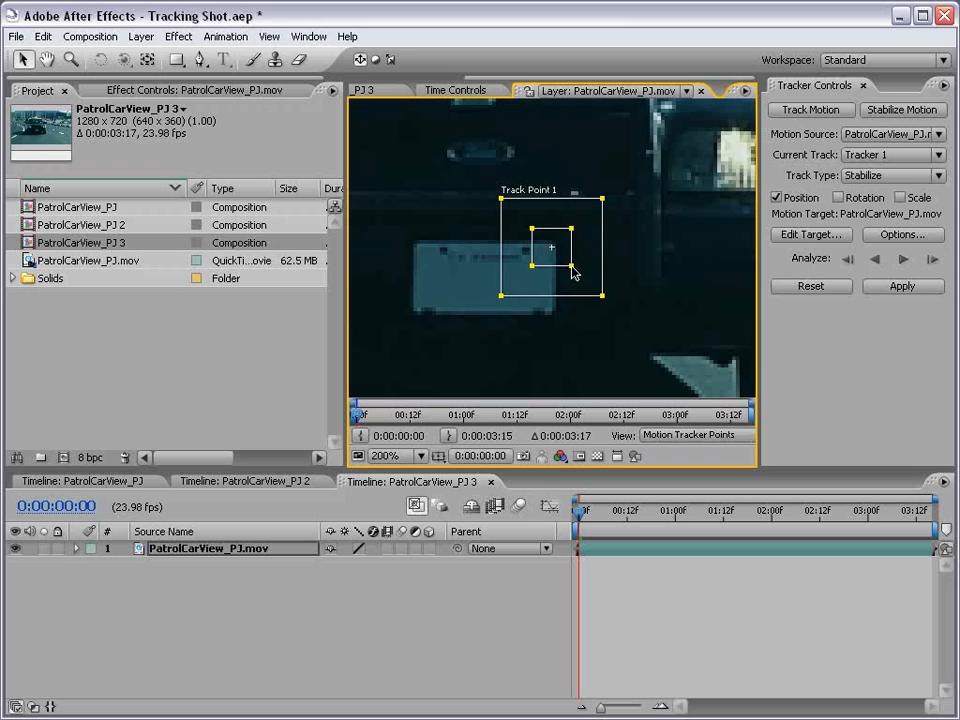 Adobe After Effects - Tracking Shot.aep *
File Edit Composition Layer Effect Animation View Window Help
Workspace: Standard
Project Effect Controls: PatrolCarView_PJ.mov
PJ 3 Time Controls Layer: PatrolCarView_PJ.mov
Tracker Controls
PatrolCarView_PJ 3
1280 x 720 (640 x 360) (1.00)
Δ 0:00:03:17, 23.98 fps
Track Motion Stabilize Motion
Motion Source: PatrolCarView_PJ.r
Current Track: Tracker 1
Track Type: Stabilize
Position Rotation Scale
Motion Target: PatrolCarView_PJ.mov
Edit Target... Options...
Analyze:
Reset Apply
Name Type Size Dura
PatrolCarView_PJ Composition
PatrolCarView_PJ 2 Composition
PatrolCarView_PJ 3 Composition
PatrolCarView_PJ.mov QuickTi...ovie 62.5 MB
Solids Folder
Track Point 1
00:12f 01:00f 01:12f 02:00f 02:12f 03:00f 03:12f
0:00:00:00 0:00:03:15 Δ 0:00:03:17 View: Motion Tracker Points
8 bpc
200% 0:00:00:00
Timeline: PatrolCarView_PJ Timeline: PatrolCarView_PJ 2 Timeline: PatrolCarView_PJ 3
0:00:00:00 (23.98 fps)
00:12f 01:00f 01:12f 02:00f 02:12f 03:00f 03:12f
# Source Name Parent
1 PatrolCarView_PJ.mov None